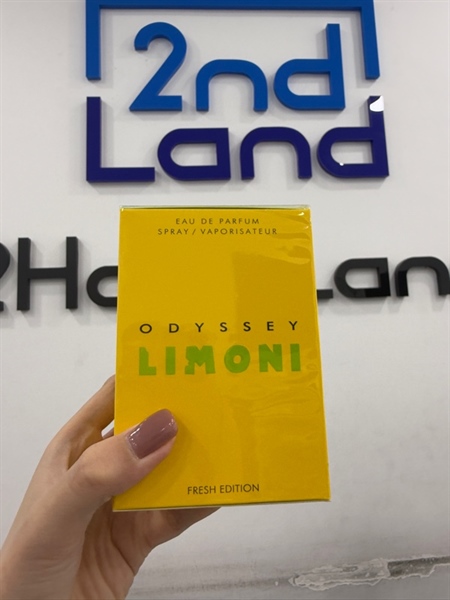 2nd
Land
EAU DE PARFUM
SPRAY / VAPORISATEUR
ODYSSEY
LIMONI
FRESH EDITION